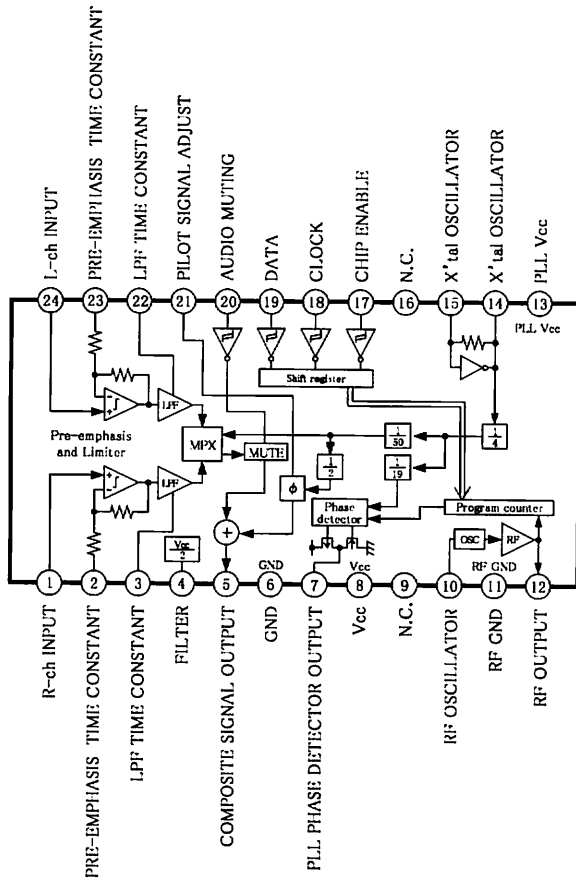 L-ch INPUT
PRE-EMPHASIS TIME CONSTANT
LPF TIME CONSTANT
PILOT SIGNAL ADJUST
AUDIO MUTING
DATA
CLOCK
CHIP ENABLE
N.C.
X'tal OSCILLATOR
X'tal OSCILLATOR
PLL Vcc
24
23
22
21
20
19
18
17
16
15
14
13
PLL Vcc
Shift register
LPF
Pre-emphasis
and Limiter
MPX
MUTE
1/50
1/4
1/2
1/19
LPF
ϕ
Phase
detector
Program counter
+
Vcc/2
OSC
RF
GND
Vcc
RF GND
1
2
3
4
5
6
7
8
9
10
11
12
R-ch INPUT
PRE-EMPHASIS TIME CONSTANT
LPF TIME CONSTANT
FILTER
COMPOSITE SIGNAL OUTPUT
GND
PLL PHASE DETECTOR OUTPUT
Vcc
N.C.
RF OSCILLATOR
RF GND
RF OUTPUT